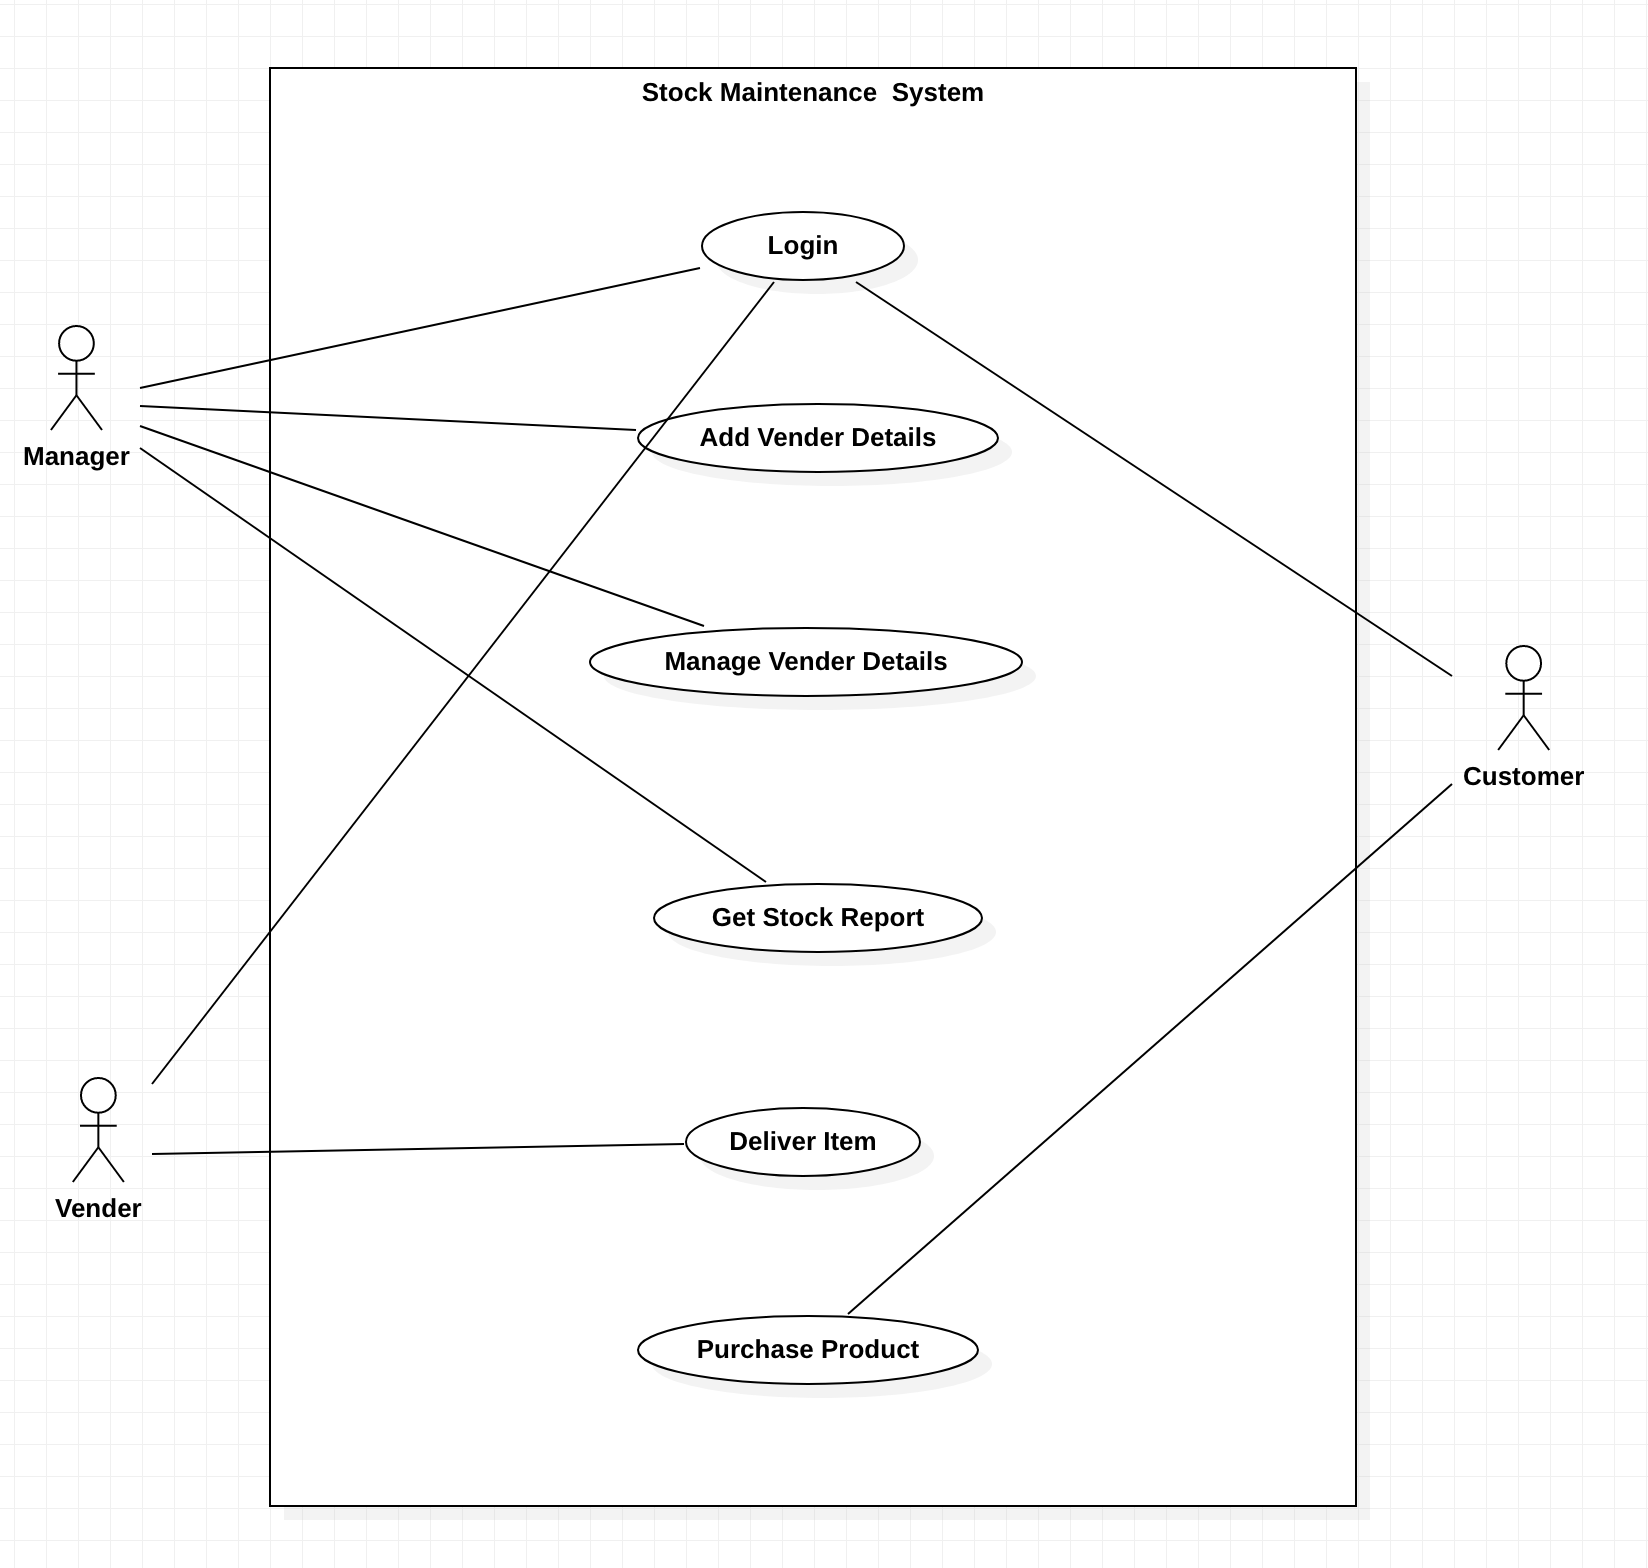 Stock Maintenance  System
Login
Manager
Add Vender Details
Manage Vender Details
Customer
Get Stock Report
Vender
Deliver Item
Purchase Product